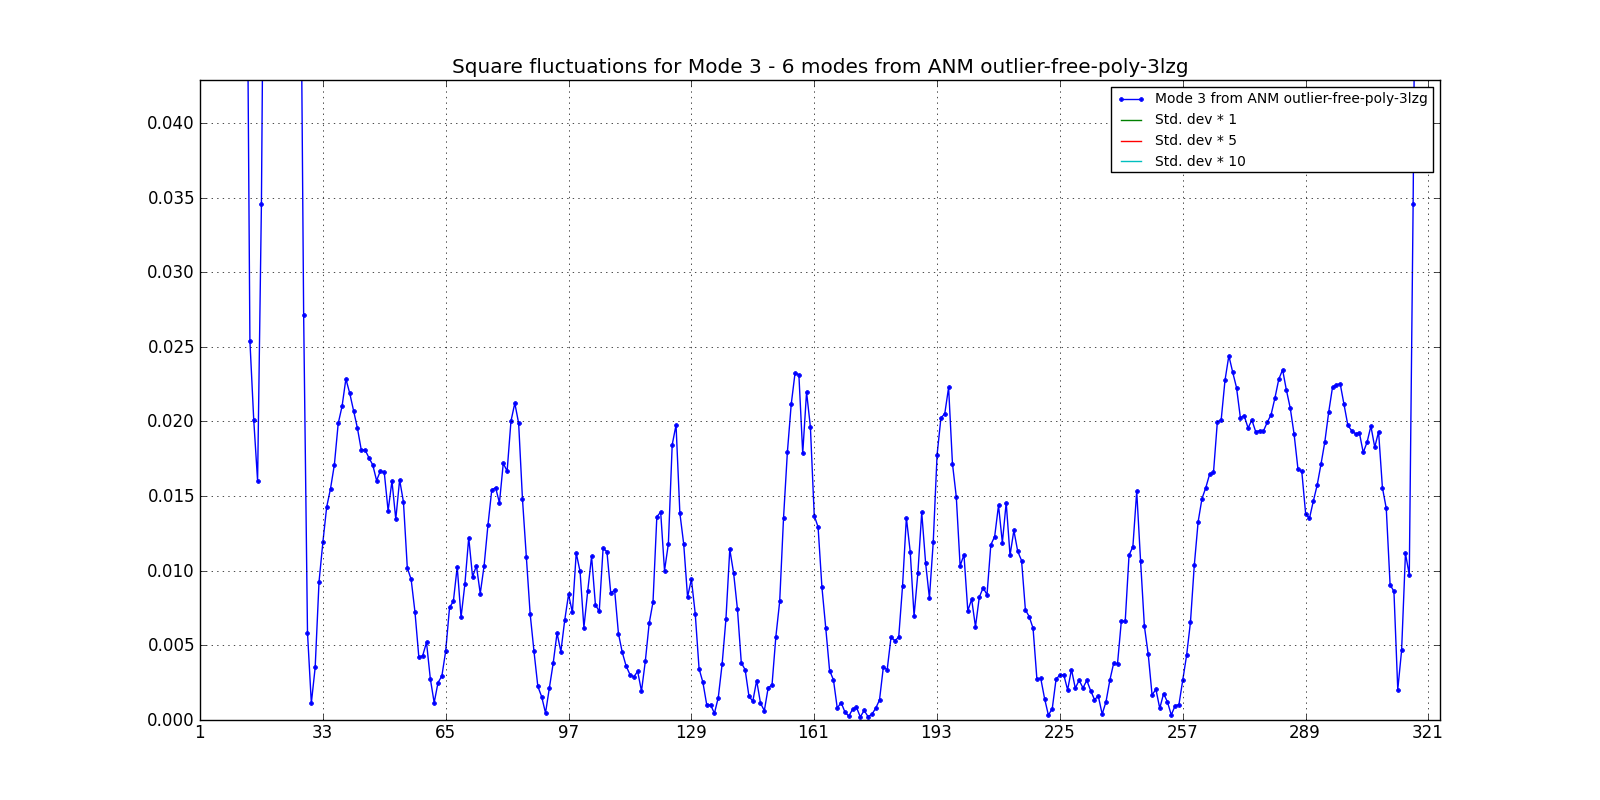 Square fluctuations for Mode 3 - 6 modes from ANM outlier-free-poly-3lzg
Mode 3 from ANM outlier-free-poly-3lzg
Std. dev * 1
Std. dev * 5
Std. dev * 10
0.040
0.035
0.030
0.025
0.020
0.015
0.010
0.005
0.000
1 33 65 97 129 161 193 225 257 289 321